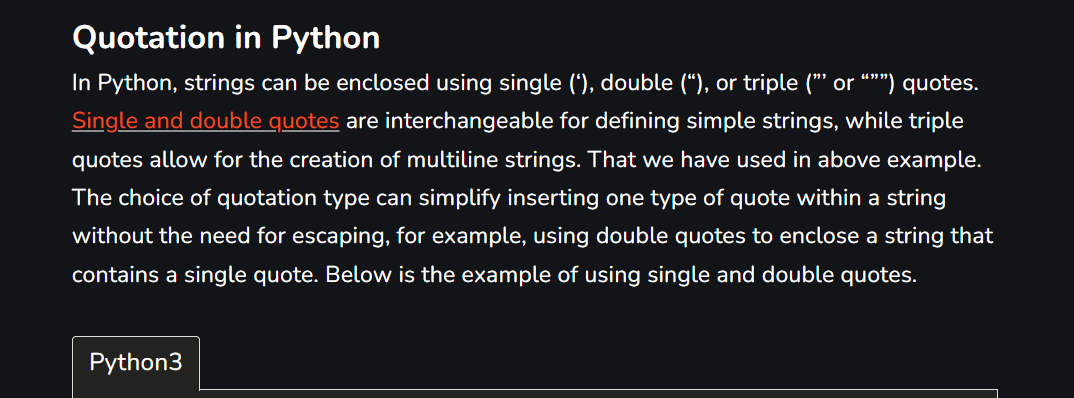 Quotation in Python
In Python, strings can be enclosed using single (‘), double (“), or triple (”’ or “””) quotes.
Single and double quotes are interchangeable for defining simple strings, while triple
quotes allow for the creation of multiline strings. That we have used in above example.
The choice of quotation type can simplify inserting one type of quote within a string
without the need for escaping, for example, using double quotes to enclose a string that
contains a single quote. Below is the example of using single and double quotes.
Python3